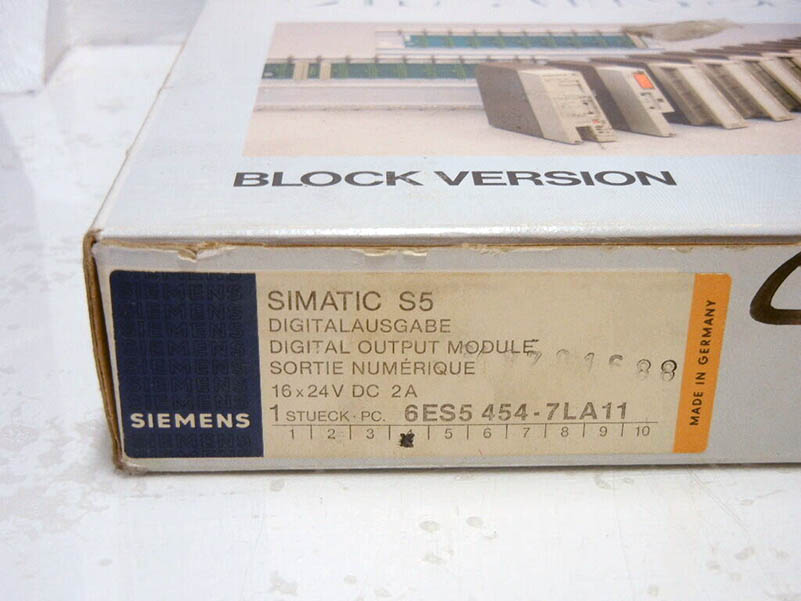 BLOCK VERSION
SIEMENS
SIMATIC S5
DIGITALAUSGABE
DIGITAL OUTPUT MODULE
SORTIE NUMÉRIQUE
16 x 24V DC 2 A
1 STUECK · PC. 6ES5 454-7LA11
1 | 2 | 3 | 4 | 5 | 6 | 7 | 8 | 9 | 10
MADE IN GERMANY